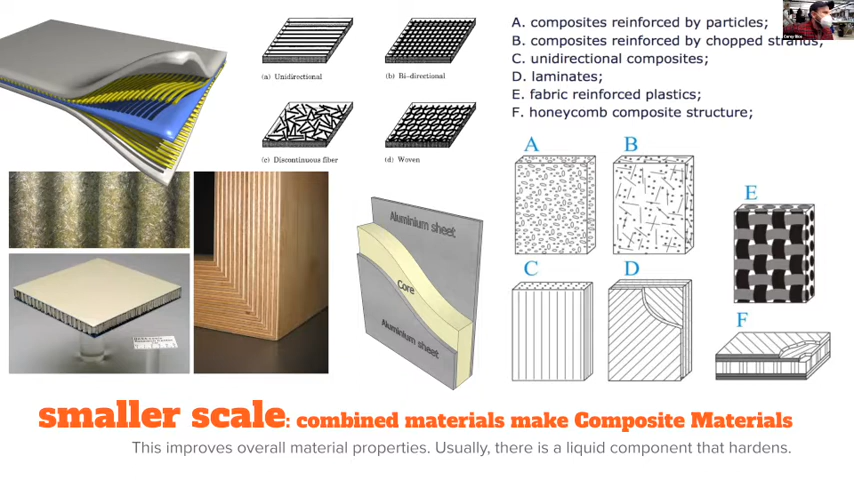 (a) Unidirectional
(b) Bi-directional
(c) Discontinuous fiber
(d) Woven
A. composites reinforced by particles;
B. composites reinforced by chopped strands;
C. unidirectional composites;
D. laminates;
E. fabric reinforced plastics;
F. honeycomb composite structure;
A
B
C
D
E
F
Aluminium sheet
Core
Aluminium sheet
smaller scale: combined materials make Composite Materials
This improves overall material properties. Usually, there is a liquid component that hardens.